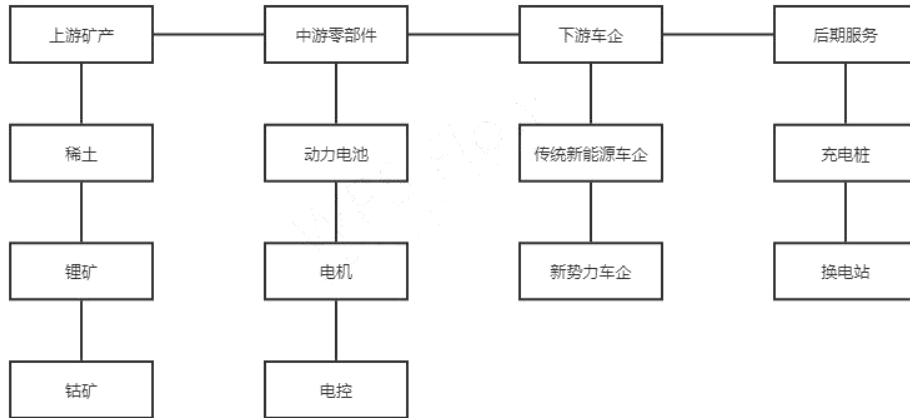 上游矿产
中游零部件
下游车企
后期服务
稀土
动力电池
传统新能源车企
充电桩
锂矿
电机
新势力车企
换电站
钴矿
电控